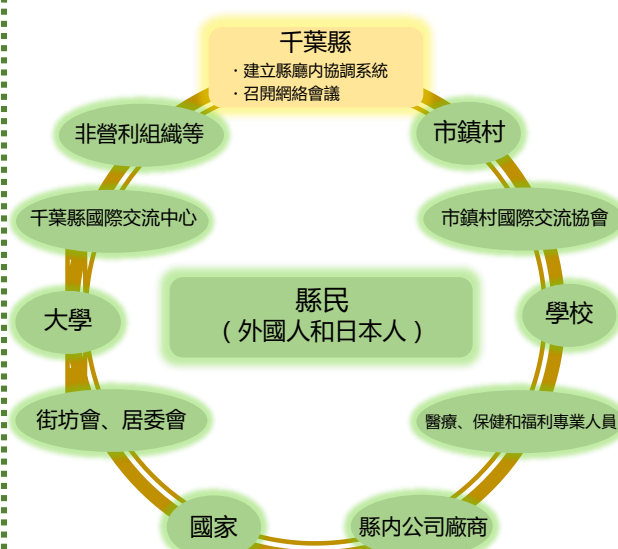 千葉縣
・建立縣廳内協調系統
・召開網絡會議
非營利組織等
市鎮村
千葉縣國際交流中心
市鎮村國際交流協會
縣民
（外國人和日本人）
大學
學校
街坊會、居委會
醫療、保健和福利專業人員
國家
縣内公司廠商